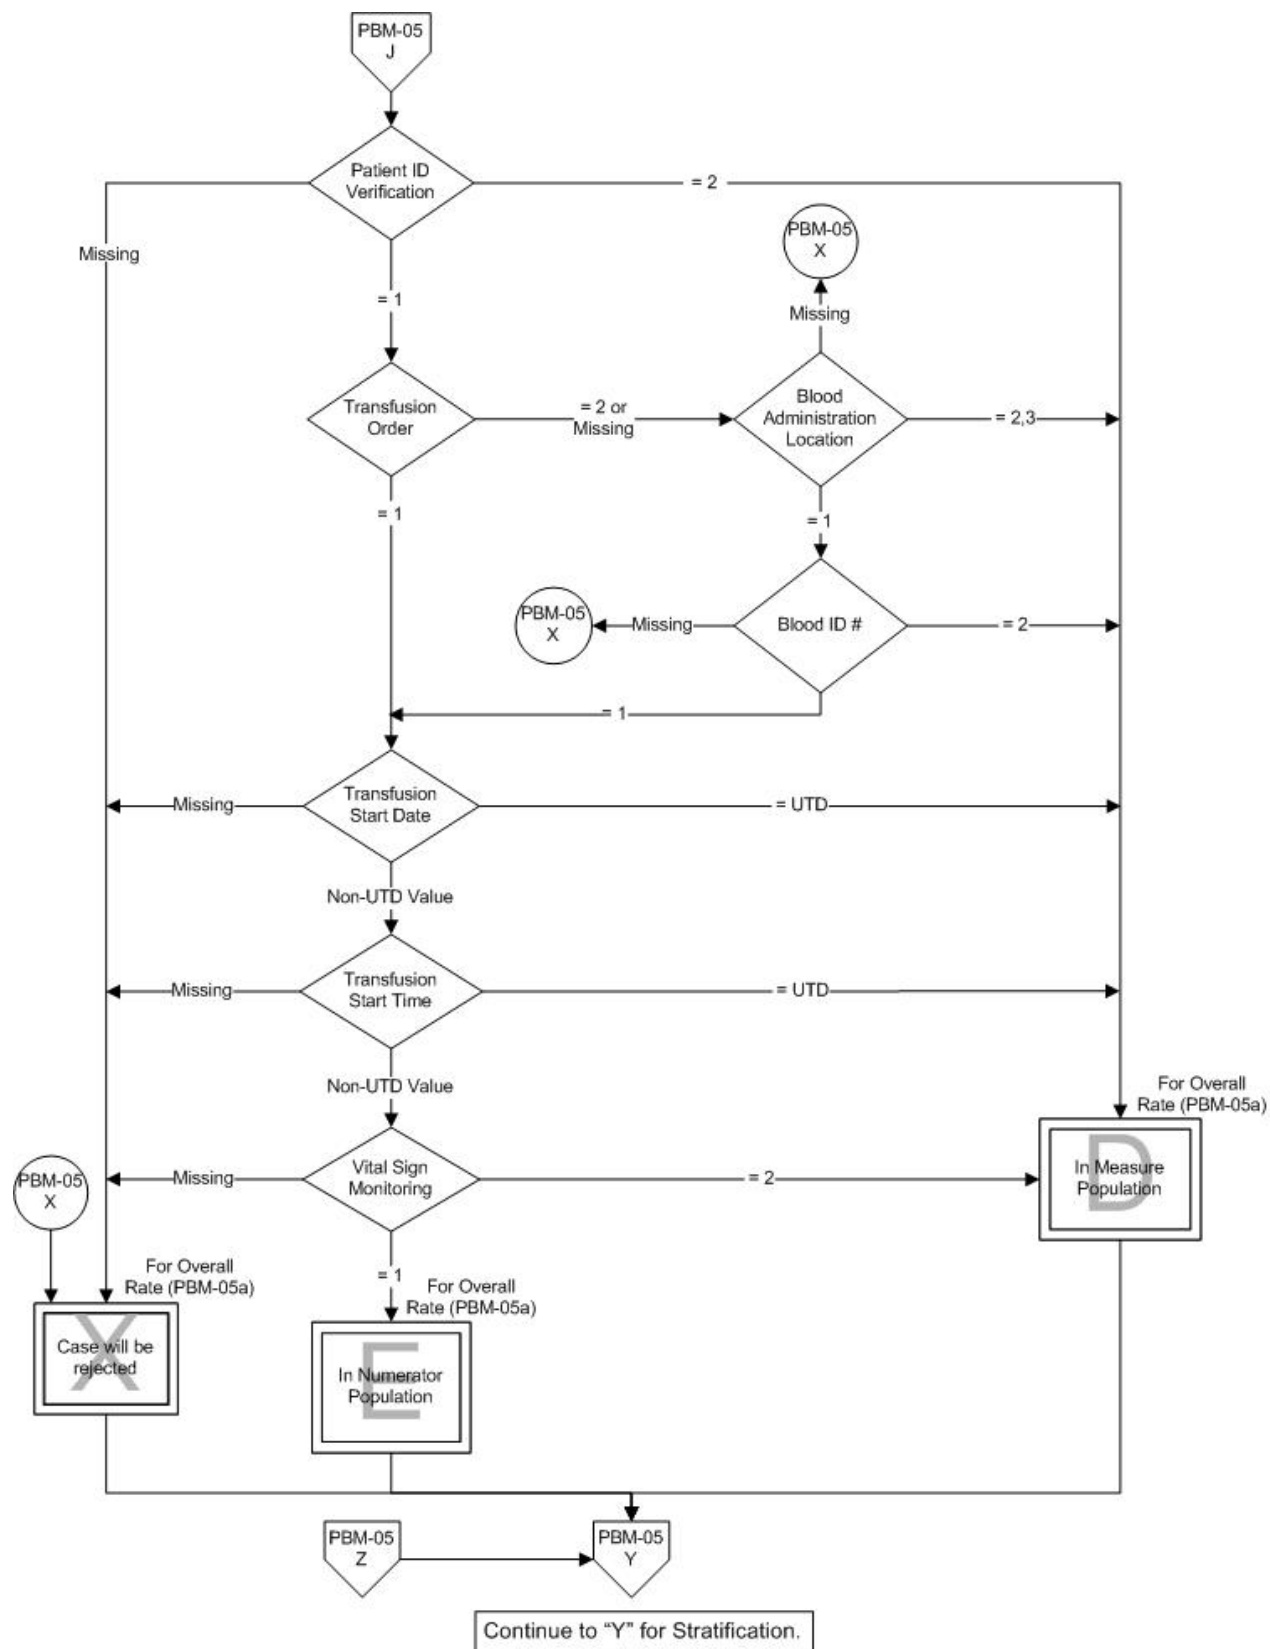 PBM-05
J
Patient ID
Verification
= 2
Missing
PBM-05
X
= 1
Missing
Transfusion
Order
= 2 or
Missing
Blood
Administration
Location
= 2,3
= 1
= 1
PBM-05
X
Missing
Blood ID #
= 2
= 1
Missing
Transfusion
Start Date
= UTD
Non-UTD Value
Missing
Transfusion
Start Time
= UTD
Non-UTD Value
For Overall
Rate (PBM-05a)
PBM-05
X
Missing
Vital Sign
Monitoring
= 2
D
In Measure
Population
For Overall
Rate (PBM-05a)
= 1
For Overall
Rate (PBM-05a)
X
Case will be
rejected
E
In Numerator
Population
PBM-05
Z
PBM-05
Y
Continue to “Y” for Stratification.